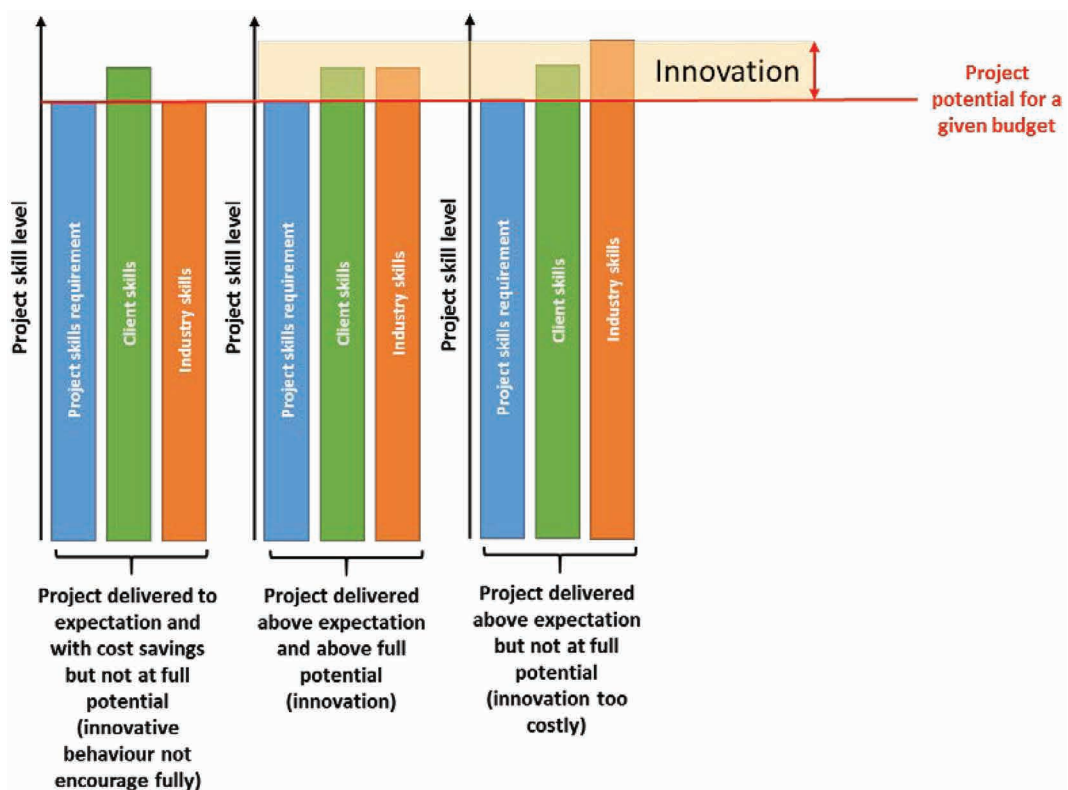 Innovation
Project
potential for a
given budget
Project skill level
Project skills requirement
Client skills
Industry skills
Project skill level
Project skills requirement
Client skills
Industry skills
Project skill level
Project skills requirement
Client skills
Industry skills
Project delivered to
expectation and
with cost savings
but not at full
potential
(innovative
behaviour not
encourage fully)
Project delivered
above expectation
and above full
potential
(innovation)
Project delivered
above expectation
but not at full
potential
(innovation too
costly)